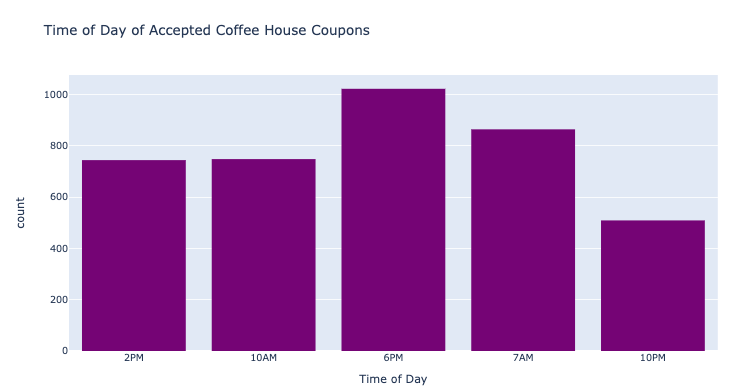 Time of Day of Accepted Coffee House Coupons
1000
800
600
400
200
0
count
2PM 10AM 6PM 7AM 10PM
Time of Day